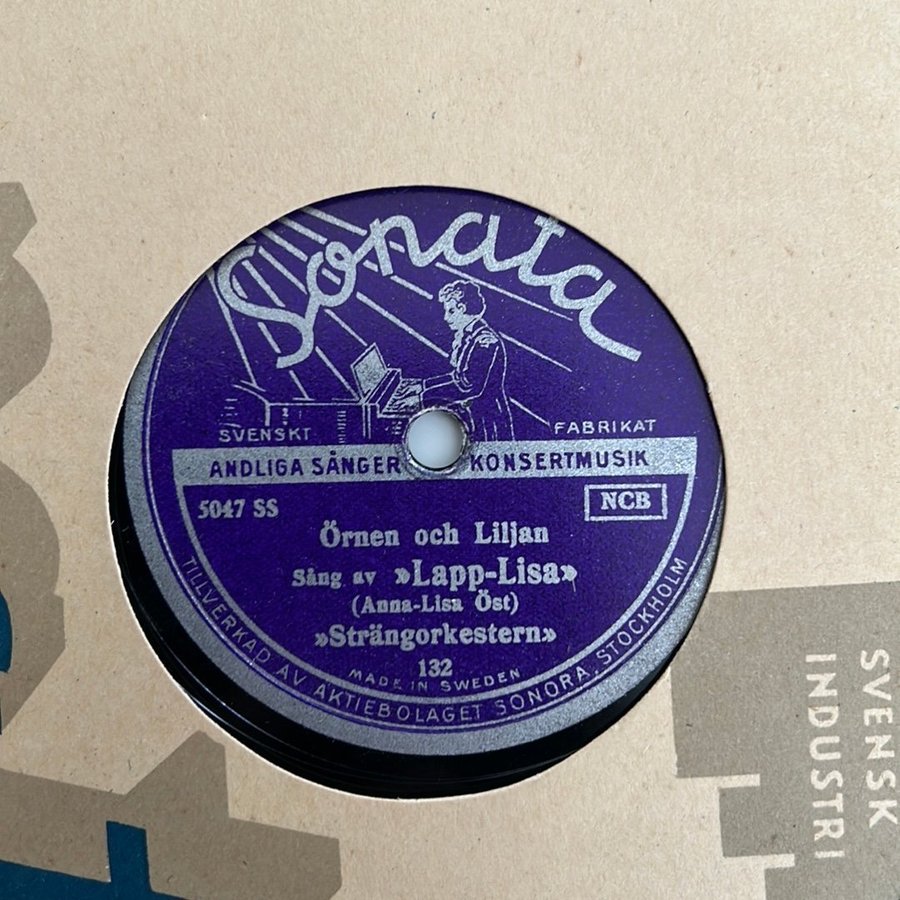 Sonata
SVENSKT FABRIKAT
ANDLIGA SÅNGER KONSERTMUSIK
5047 SS NCB
Örnen och Liljan
Sång av »Lapp-Lisa»
(Anna-Lisa Öst)
»Strängorkestern»
132
MADE IN SWEDEN
TILLVERKAD AV AKTIEBOLAGET SONORA, STOCKHOLM
SVENSK
INDUSTRI